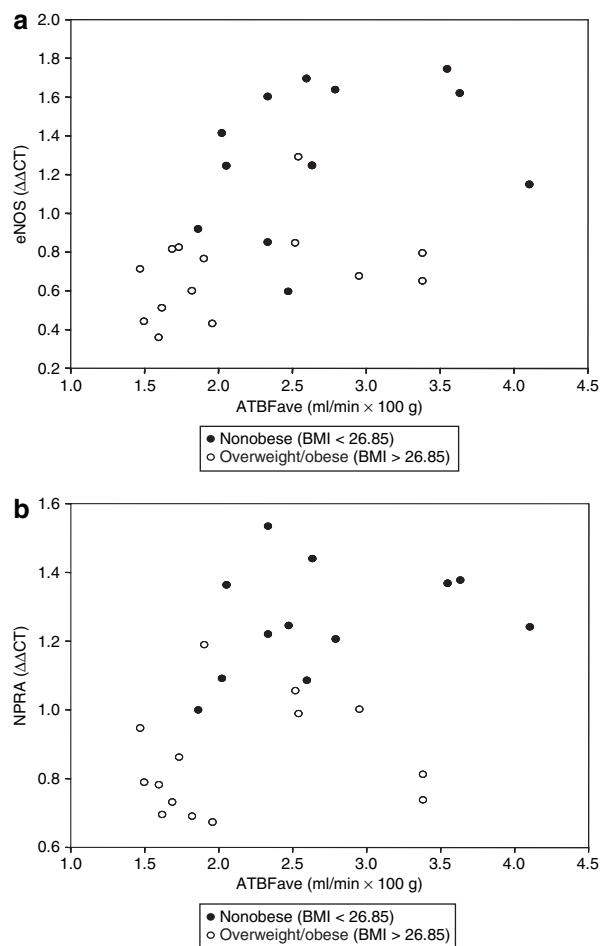 a
2.0
1.8
1.6
1.4
1.2
1.0
0.8
0.6
0.4
0.2
eNOS (ΔΔCT)
1.0 1.5 2.0 2.5 3.0 3.5 4.0 4.5
ATBFave (ml/min × 100 g)
Nonobese (BMI < 26.85)
Overweight/obese (BMI > 26.85)
b
1.6
1.4
1.2
1.0
0.8
0.6
NPRA (ΔΔCT)
1.0 1.5 2.0 2.5 3.0 3.5 4.0 4.5
ATBFave (ml/min × 100 g)
Nonobese (BMI < 26.85)
Overweight/obese (BMI > 26.85)